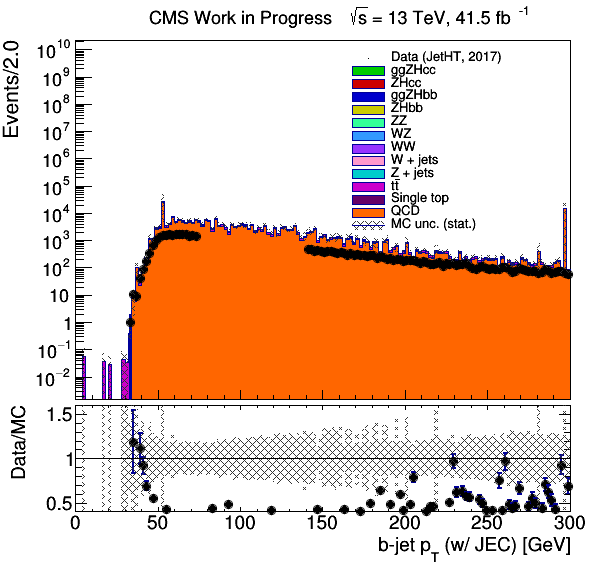 CMS Work in Progress √s = 13 TeV, 41.5 fb⁻¹
Events/2.0
10¹⁰
10⁹
10⁸
10⁷
10⁶
10⁵
10⁴
10³
10²
10
1
10⁻¹
10⁻²
Data (JetHT, 2017)
ggZHcc
ZHcc
ggZHbb
ZHbb
ZZ
WZ
WW
W + jets
Z + jets
tt̄
Single top
QCD
MC unc. (stat.)
Data/MC
1.5
1
0.5
0 50 100 150 200 250 300
b-jet p_T (w/ JEC) [GeV]